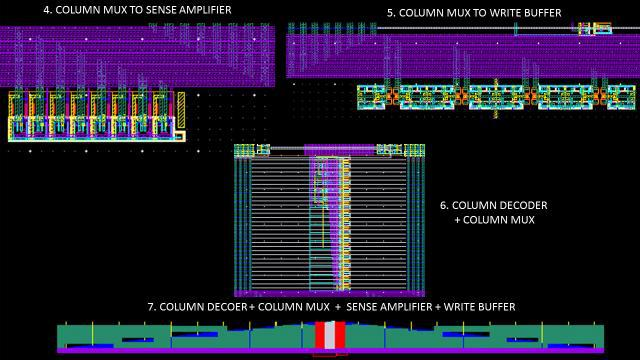 4. COLUMN MUX TO SENSE AMPLIFIER
5. COLUMN MUX TO WRITE BUFFER
6. COLUMN DECODER
+ COLUMN MUX
7. COLUMN DECOER+ COLUMN MUX + SENSE AMPLIFIER + WRITE BUFFER